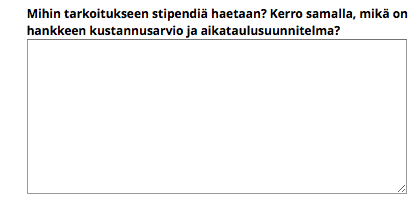 Mihin tarkoitukseen stipendiä haetaan? Kerro samalla, mikä on
hankkeen kustannusarvio ja aikataulusuunnitelma?